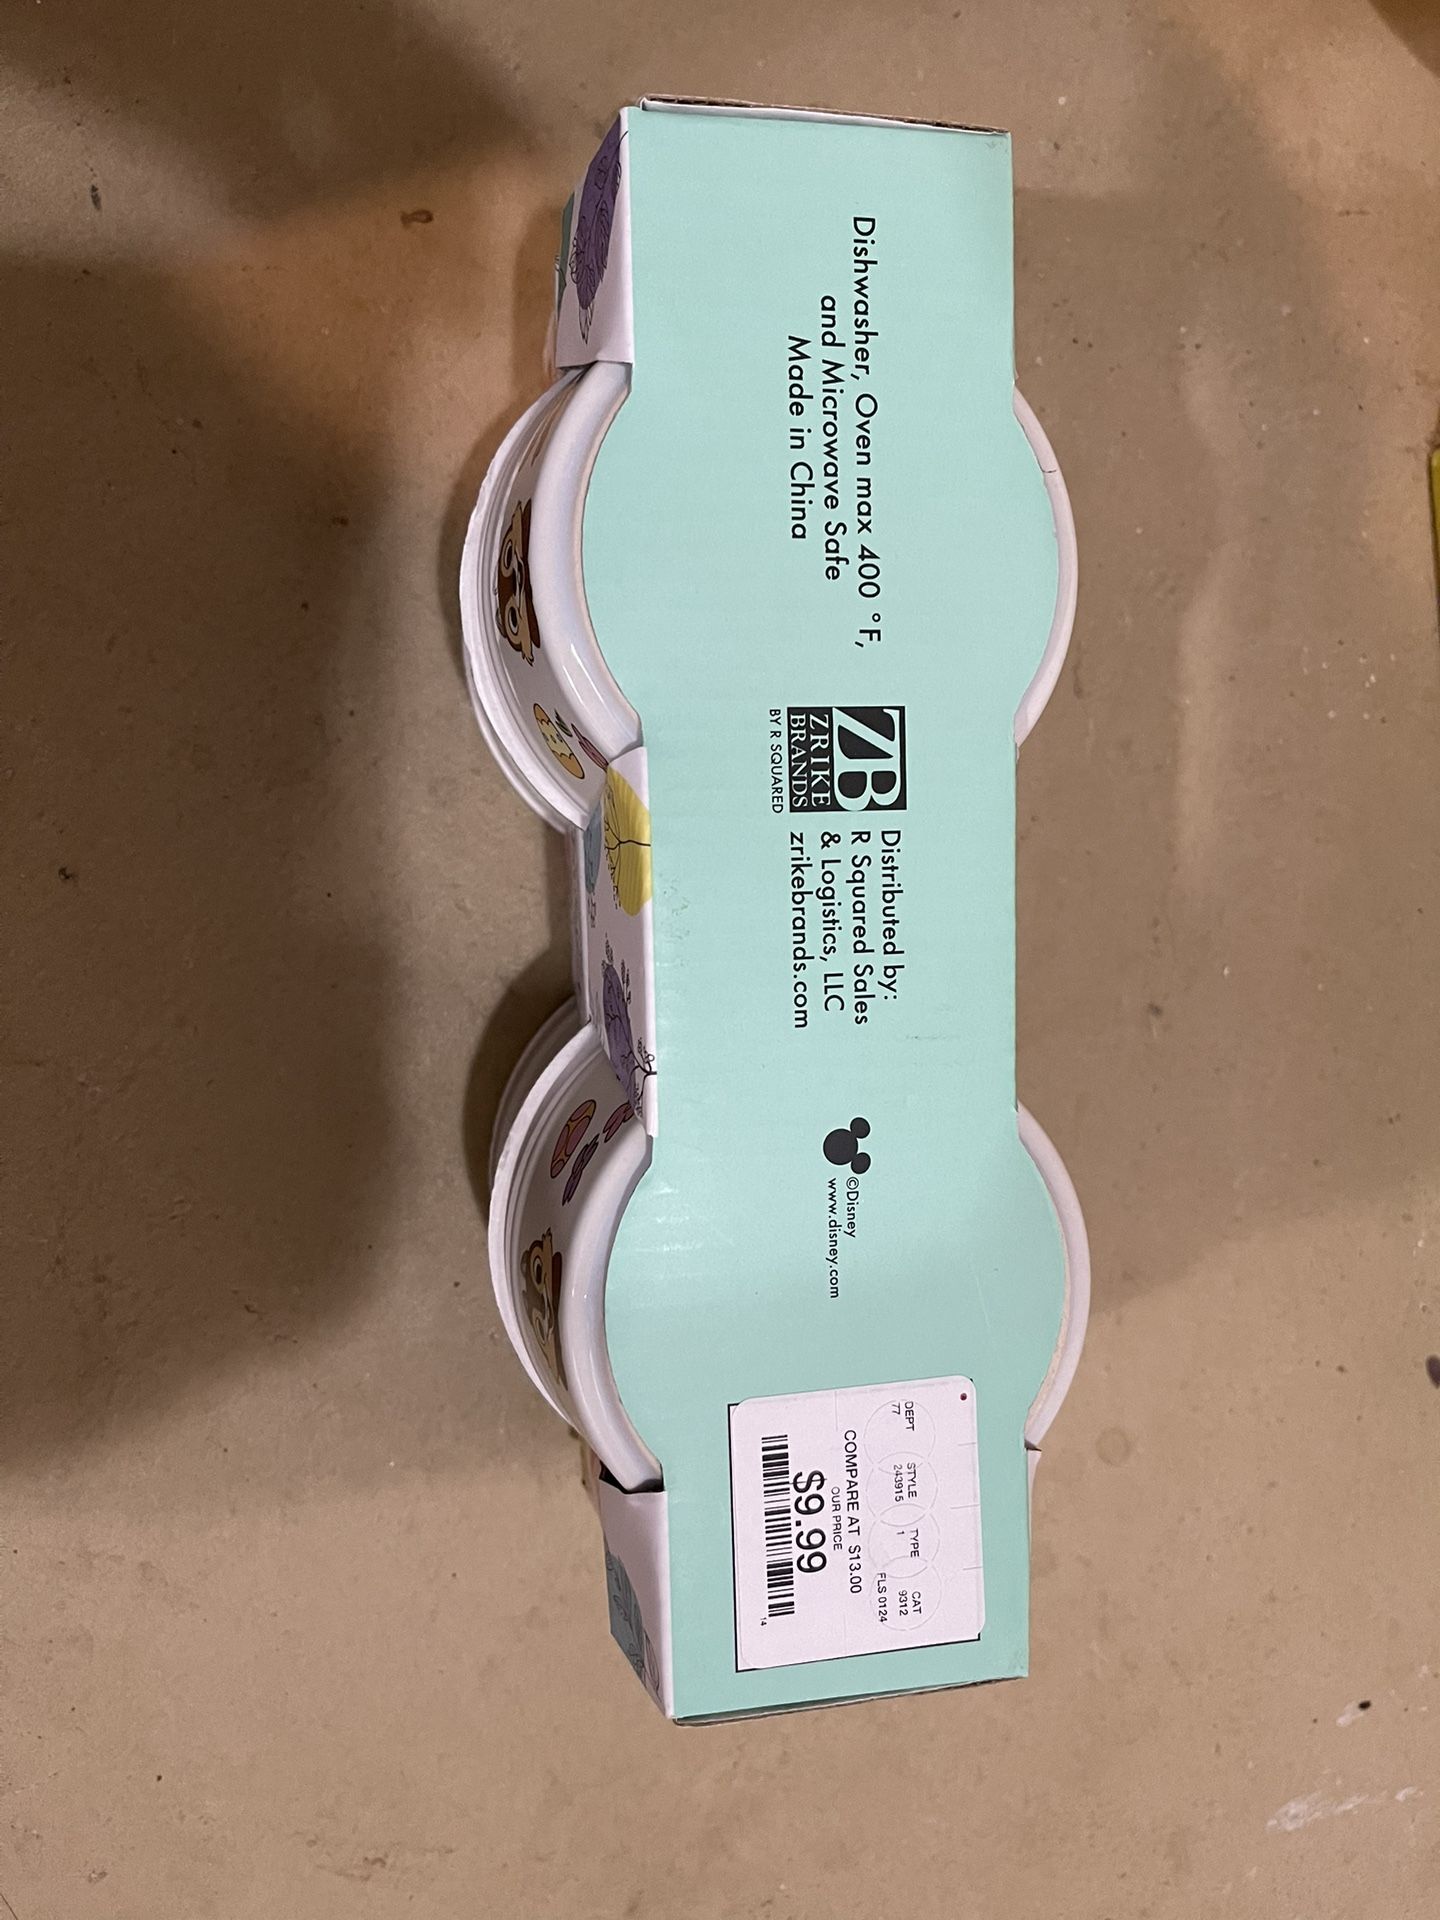 Dishwasher, Oven max 400 °F,
and Microwave Safe
Made in China
ZB
ZRIKE
BRANDS
BY R SQUARED
Distributed by:
R Squared Sales
& Logistics, LLC
zrikebrands.com
©Disney
www.disney.com
DEPT STYLE TYPE CAT
77 243915 1 9312
FLS 0124
COMPARE AT $13.00
OUR PRICE
$9.99
14